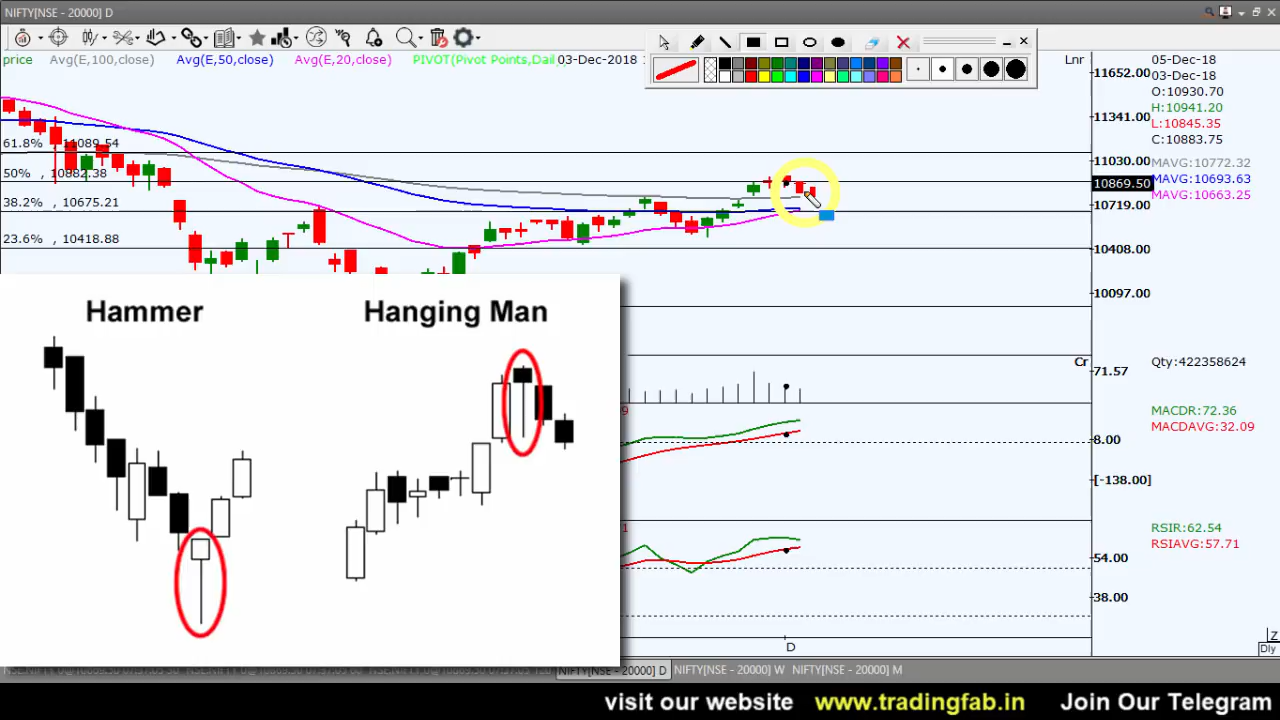 NIFTY[NSE - 20000] D
price Avg(E,100,close) Avg(E,50,close) Avg(E,20,close) PIVOT(Pivot Points,Dail 03-Dec-2018
Lnr
05-Dec-18
03-Dec-18
O:10930.70
H:10941.20
L:10845.35
C:10883.75
MAVG:10772.32
MAVG:10693.63
MAVG:10663.25
11652.00
11341.00
11030.00
10869.50
10719.00
10408.00
10097.00
61.8% , 11089.54
50% , 10882.38
38.2% , 10675.21
23.6% , 10418.88
Hammer
Hanging Man
Cr
71.57
Qty:422358624
9
8.00
[-138.00]
MACDR:72.36
MACDAVG:32.09
1
54.00
38.00
RSIR:62.54
RSIAVG:57.71
D
Z
Dly
NIFTY[NSE - 20000] D NIFTY[NSE - 20000] W NIFTY[NSE - 20000] M
visit our website www.tradingfab.in Join Our Telegram